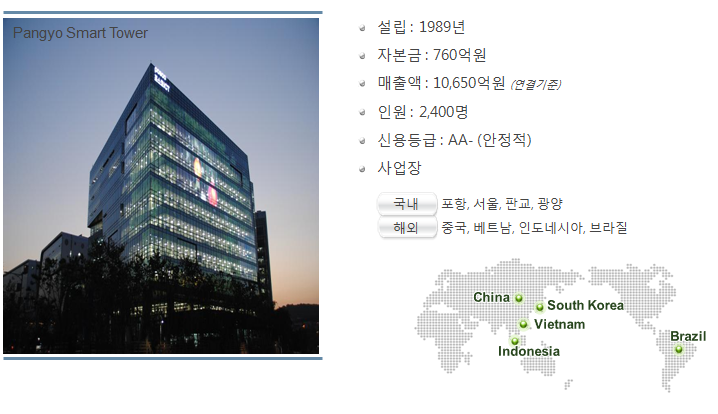 Pangyo Smart Tower
설립 : 1989년
자본금 : 760억원
매출액 : 10,650억원 (연결기준)
인원 : 2,400명
신용등급 : AA- (안정적)
사업장
국내 포항, 서울, 판교, 광양
해외 중국, 베트남, 인도네시아, 브라질
China
South Korea
Vietnam
Indonesia
Brazil